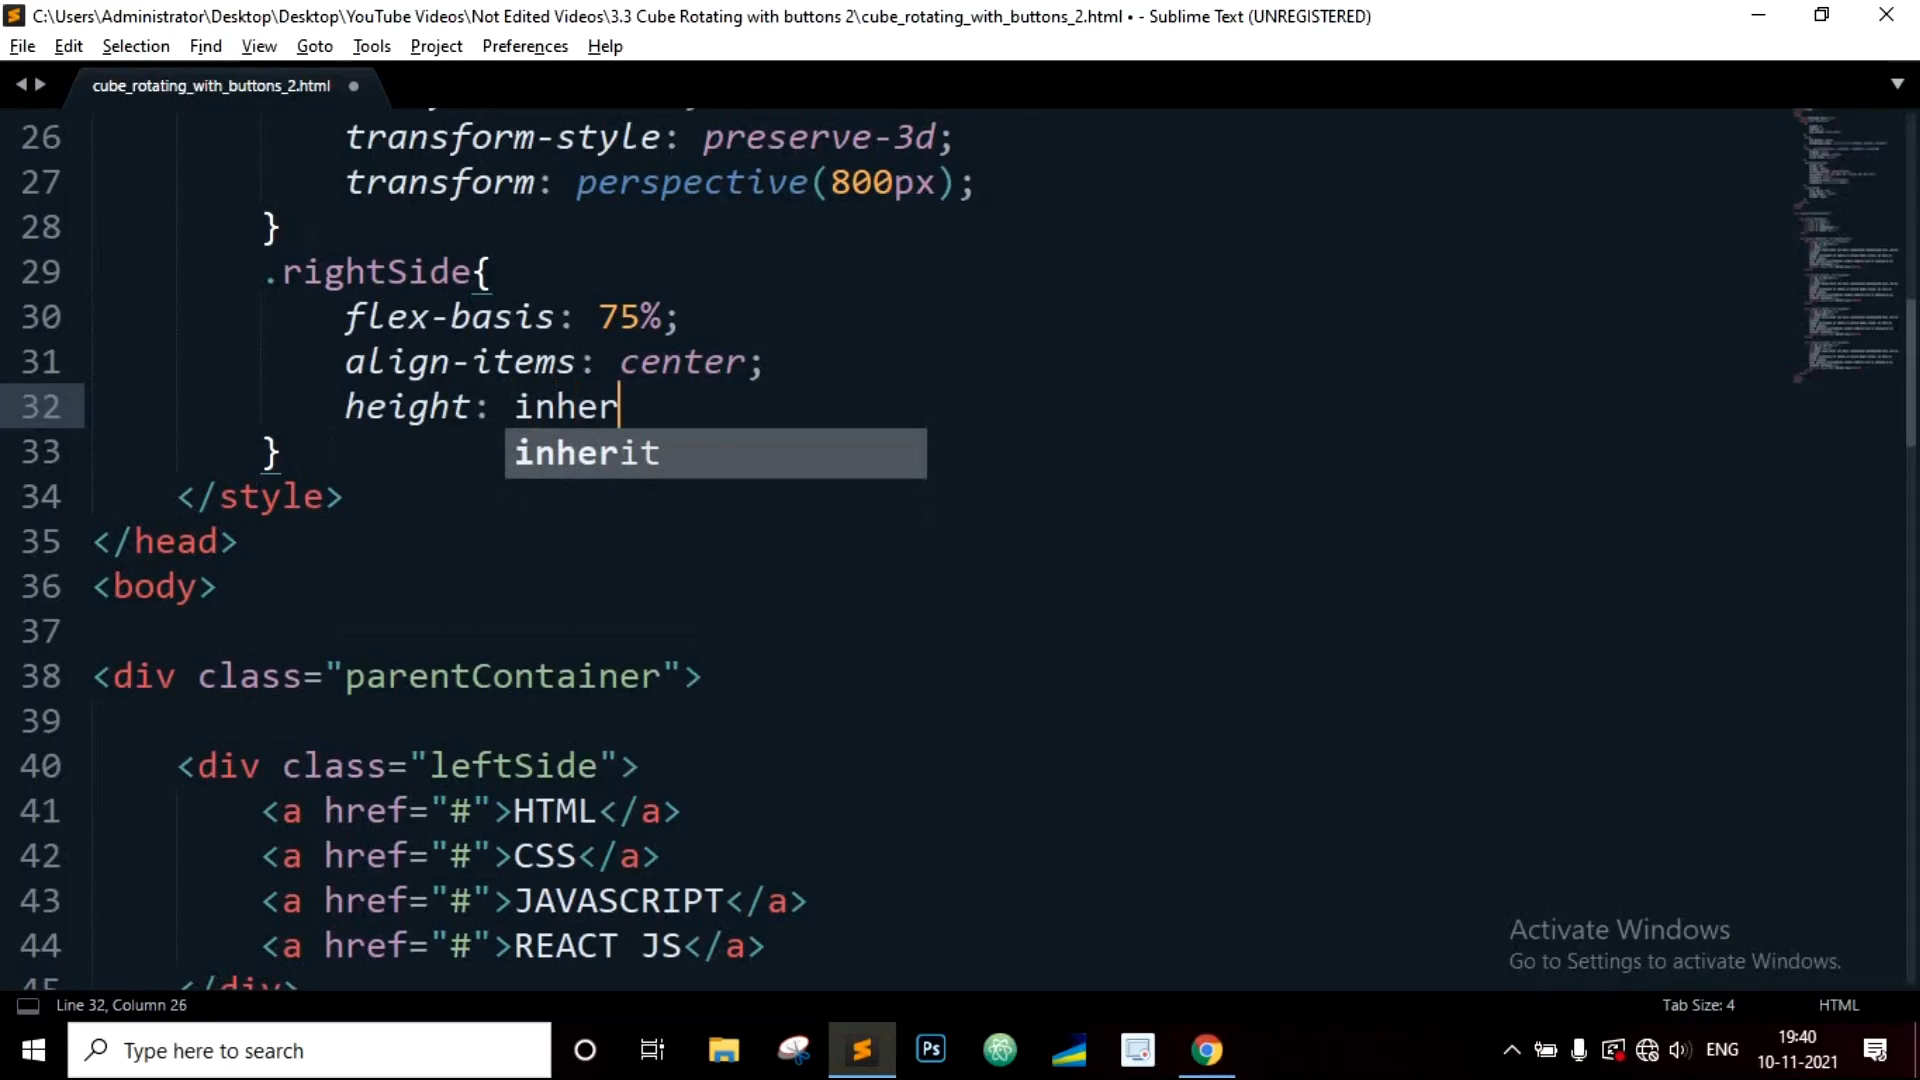 C:\Users\Administrator\Desktop\Desktop\YouTube Videos\Not Edited Videos\3.3 Cube Rotating with buttons 2\cube_rotating_with_buttons_2.html • - Sublime Text (UNREGISTERED)
File Edit Selection Find View Goto Tools Project Preferences Help
cube_rotating_with_buttons_2.html
26 transform-style: preserve-3d;
27 transform: perspective(800px);
28 }
29 .rightSide{
30 flex-basis: 75%;
31 align-items: center;
32 height: inher
inherit
33 }
34 </style>
35 </head>
36 <body>
37
38 <div class="parentContainer">
39
40 <div class="leftSide">
41 <a href="#">HTML</a>
42 <a href="#">CSS</a>
43 <a href="#">JAVASCRIPT</a>
44 <a href="#">REACT JS</a>
45 </div>
Activate Windows
Go to Settings to activate Windows.
Line 32, Column 26 Tab Size: 4 HTML
Type here to search
Ps
ENG
19:40
10-11-2021